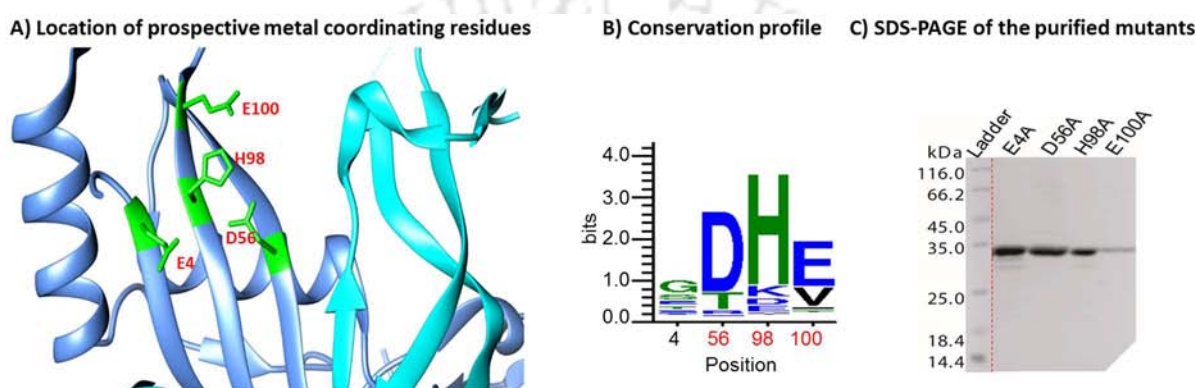 A) Location of prospective metal coordinating residues
E100
H98
D56
E4
B) Conservation profile
bits
4.0
3.0
2.0
1.0
0.0
G
D
T
H
K
D
E
V
4 56 98 100
Position
C) SDS-PAGE of the purified mutants
Ladder E4A D56A H98A E100A
kDa
116.0
66.2
45.0
35.0
25.0
18.4
14.4